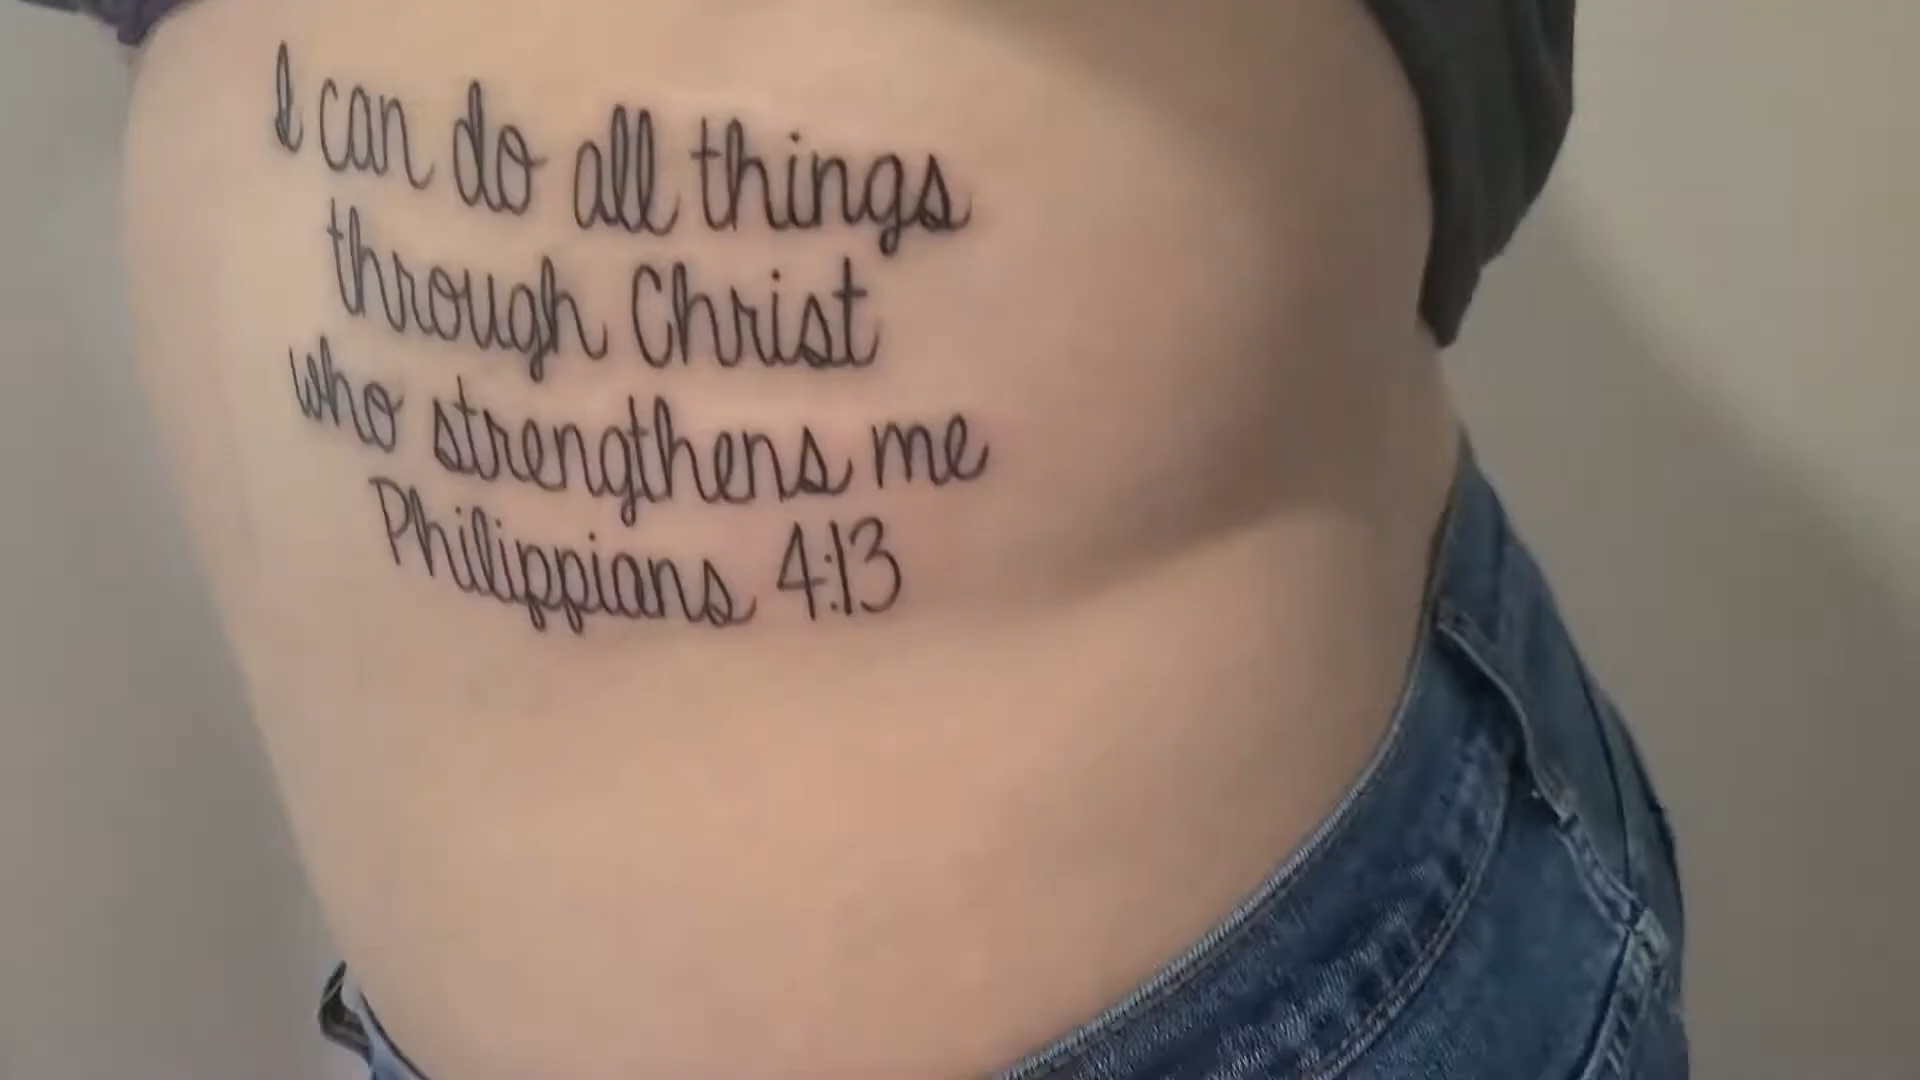 I can do all things
through Christ
who strengthens me
Philippians 4:13